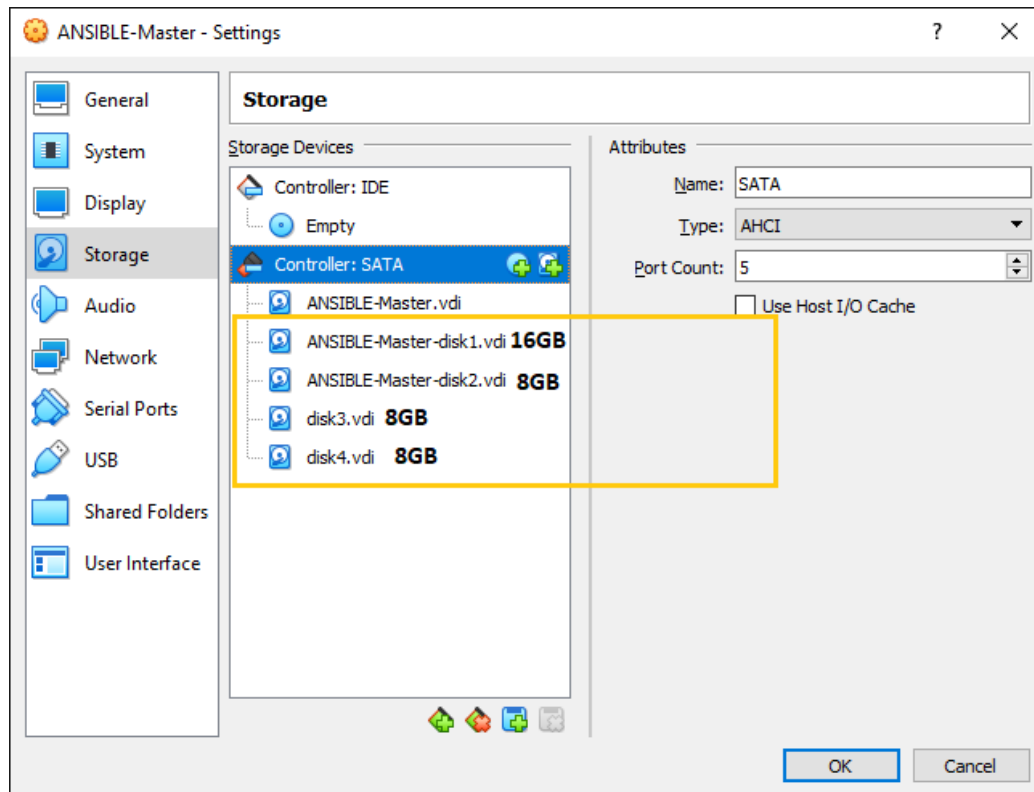 ANSIBLE-Master - Settings ?
General
System
Display
Storage
Audio
Network
Serial Ports
USB
Shared Folders
User Interface
Storage
Storage Devices
Controller: IDE
Empty
Controller: SATA
ANSIBLE-Master.vdi
ANSIBLE-Master-disk1.vdi 16GB
ANSIBLE-Master-disk2.vdi 8GB
disk3.vdi 8GB
disk4.vdi 8GB
Attributes
Name: SATA
Type: AHCI
Port Count: 5
Use Host I/O Cache
OK Cancel